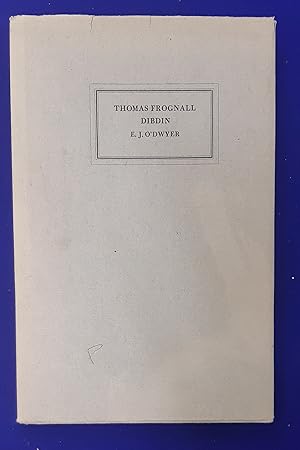 THOMAS FROGNALL
DIBDIN
E. J. O'DWYER